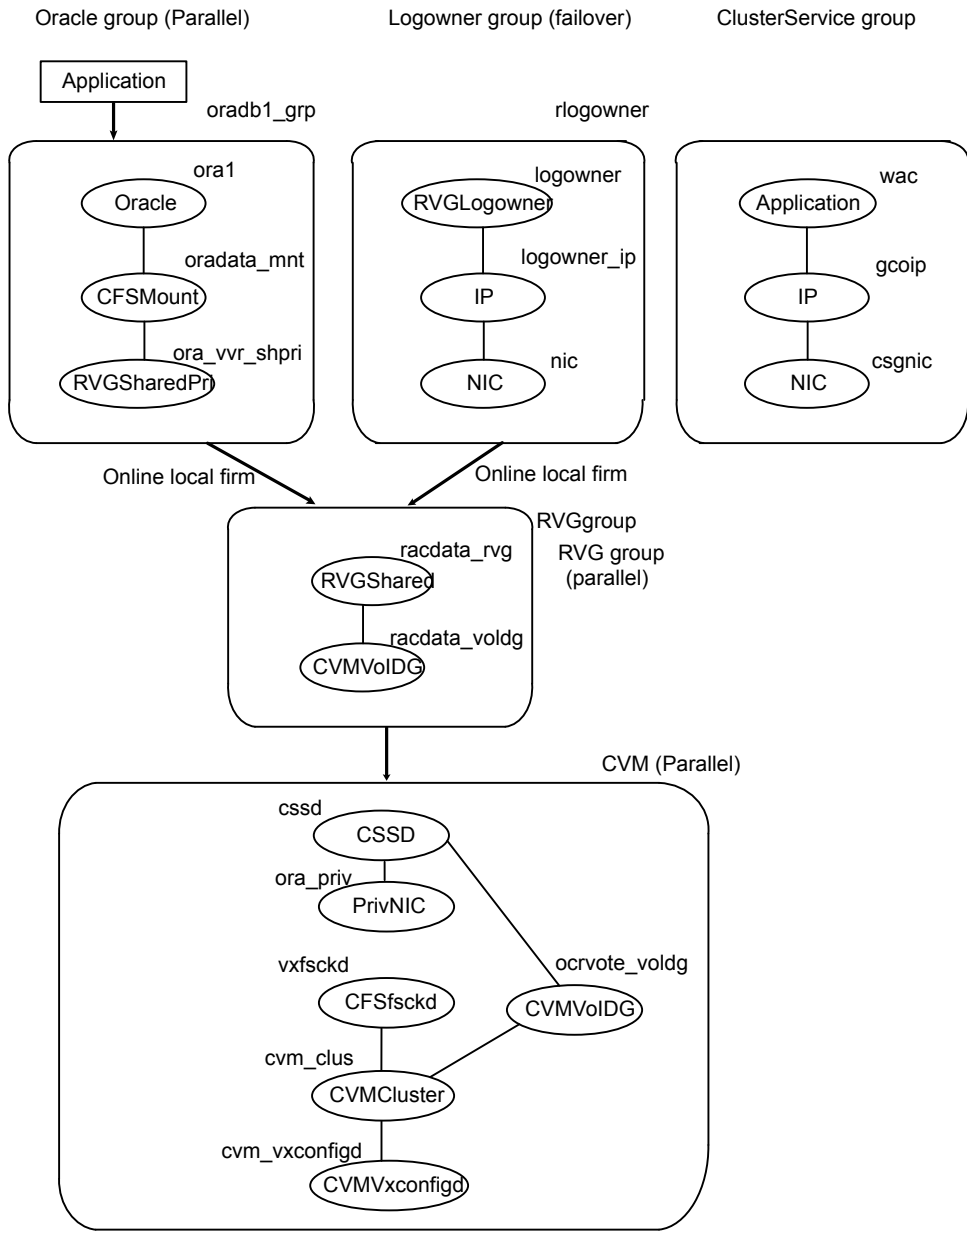 Oracle group (Parallel)
Logowner group (failover)
ClusterService group
Application
oradb1_grp
rlogowner
ora1
Oracle
oradata_mnt
CFSMount
ora_vvr_shpri
RVGSharedPri
logowner
RVGLogowner
logowner_ip
IP
nic
NIC
wac
Application
gcoip
IP
csgnic
NIC
Online local firm
Online local firm
RVGgroup
RVG group
(parallel)
racdata_rvg
RVGShared
racdata_voldg
CVMVolDG
CVM (Parallel)
cssd
CSSD
ora_priv
PrivNIC
vxfsckd
CFSfsckd
ocrvote_voldg
CVMVolDG
cvm_clus
CVMCluster
cvm_vxconfigd
CVMVxconfigd